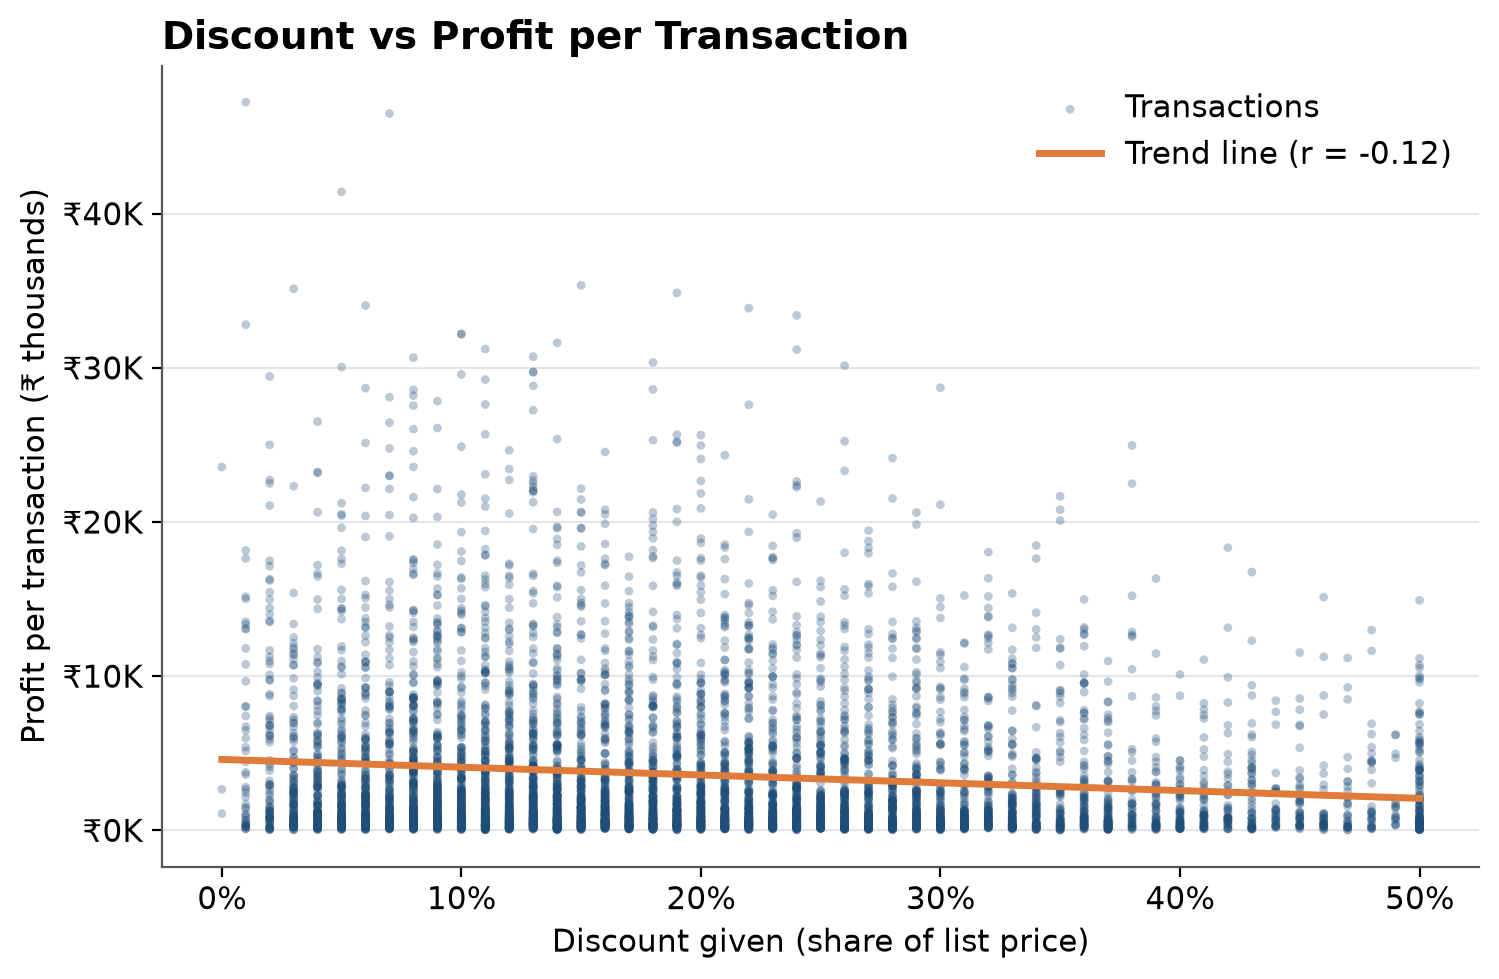 Discount vs Profit per Transaction
Transactions
Trend line (r = -0.12)
Profit per transaction (₹ thousands)
₹40K
₹30K
₹20K
₹10K
₹0K
0%
10%
20%
30%
40%
50%
Discount given (share of list price)